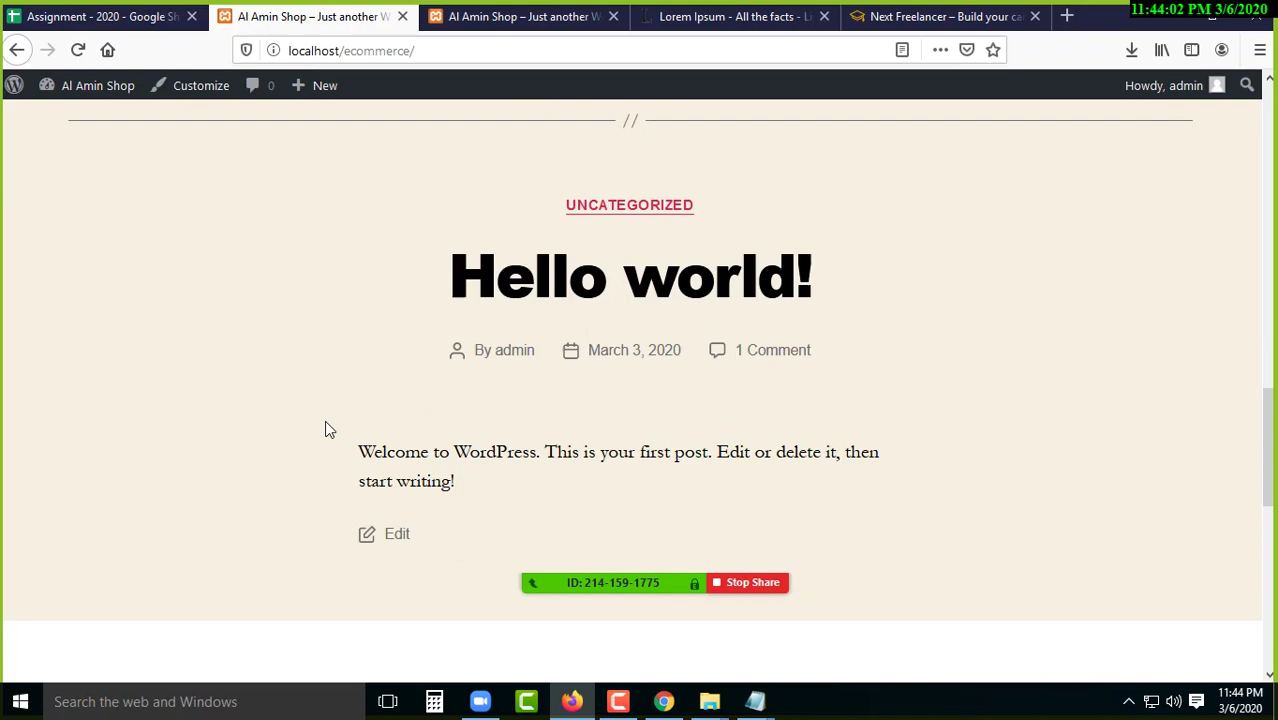 11:44:02 PM 3/6/2020
Assignment - 2020 - Google Sh
Al Amin Shop – Just another W
Al Amin Shop – Just another W
Lorem Ipsum - All the facts - Li
Next Freelancer – Build your ca
localhost/ecommerce/
Al Amin Shop
Customize
0
New
Howdy, admin
//
UNCATEGORIZED
Hello world!
By admin
March 3, 2020
1 Comment
Welcome to WordPress. This is your first post. Edit or delete it, then
start writing!
Edit
ID: 214-159-1775
Stop Share
Search the web and Windows
11:44 PM
3/6/2020